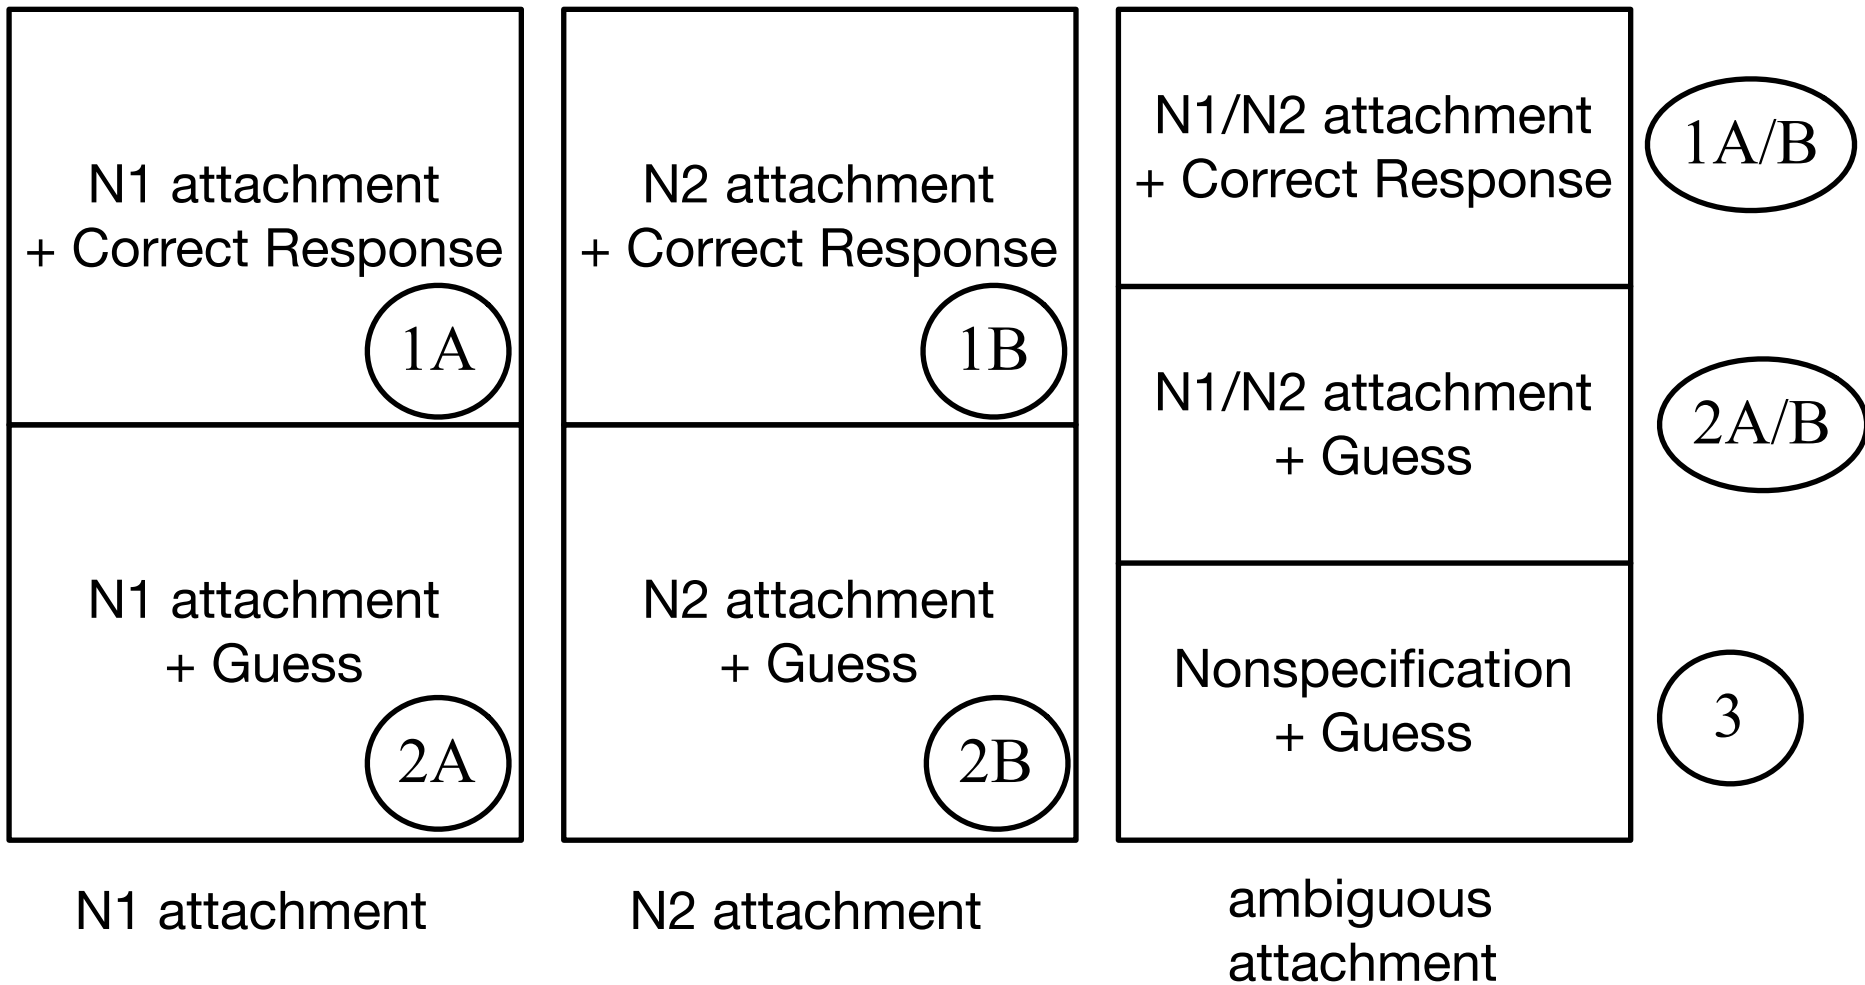 N1 attachment
+ Correct Response
1A
N1 attachment
+ Guess
2A
N1 attachment
N2 attachment
+ Correct Response
1B
N2 attachment
+ Guess
2B
N2 attachment
N1/N2 attachment
+ Correct Response
1A/B
N1/N2 attachment
+ Guess
2A/B
Nonspecification
+ Guess
3
ambiguous
attachment